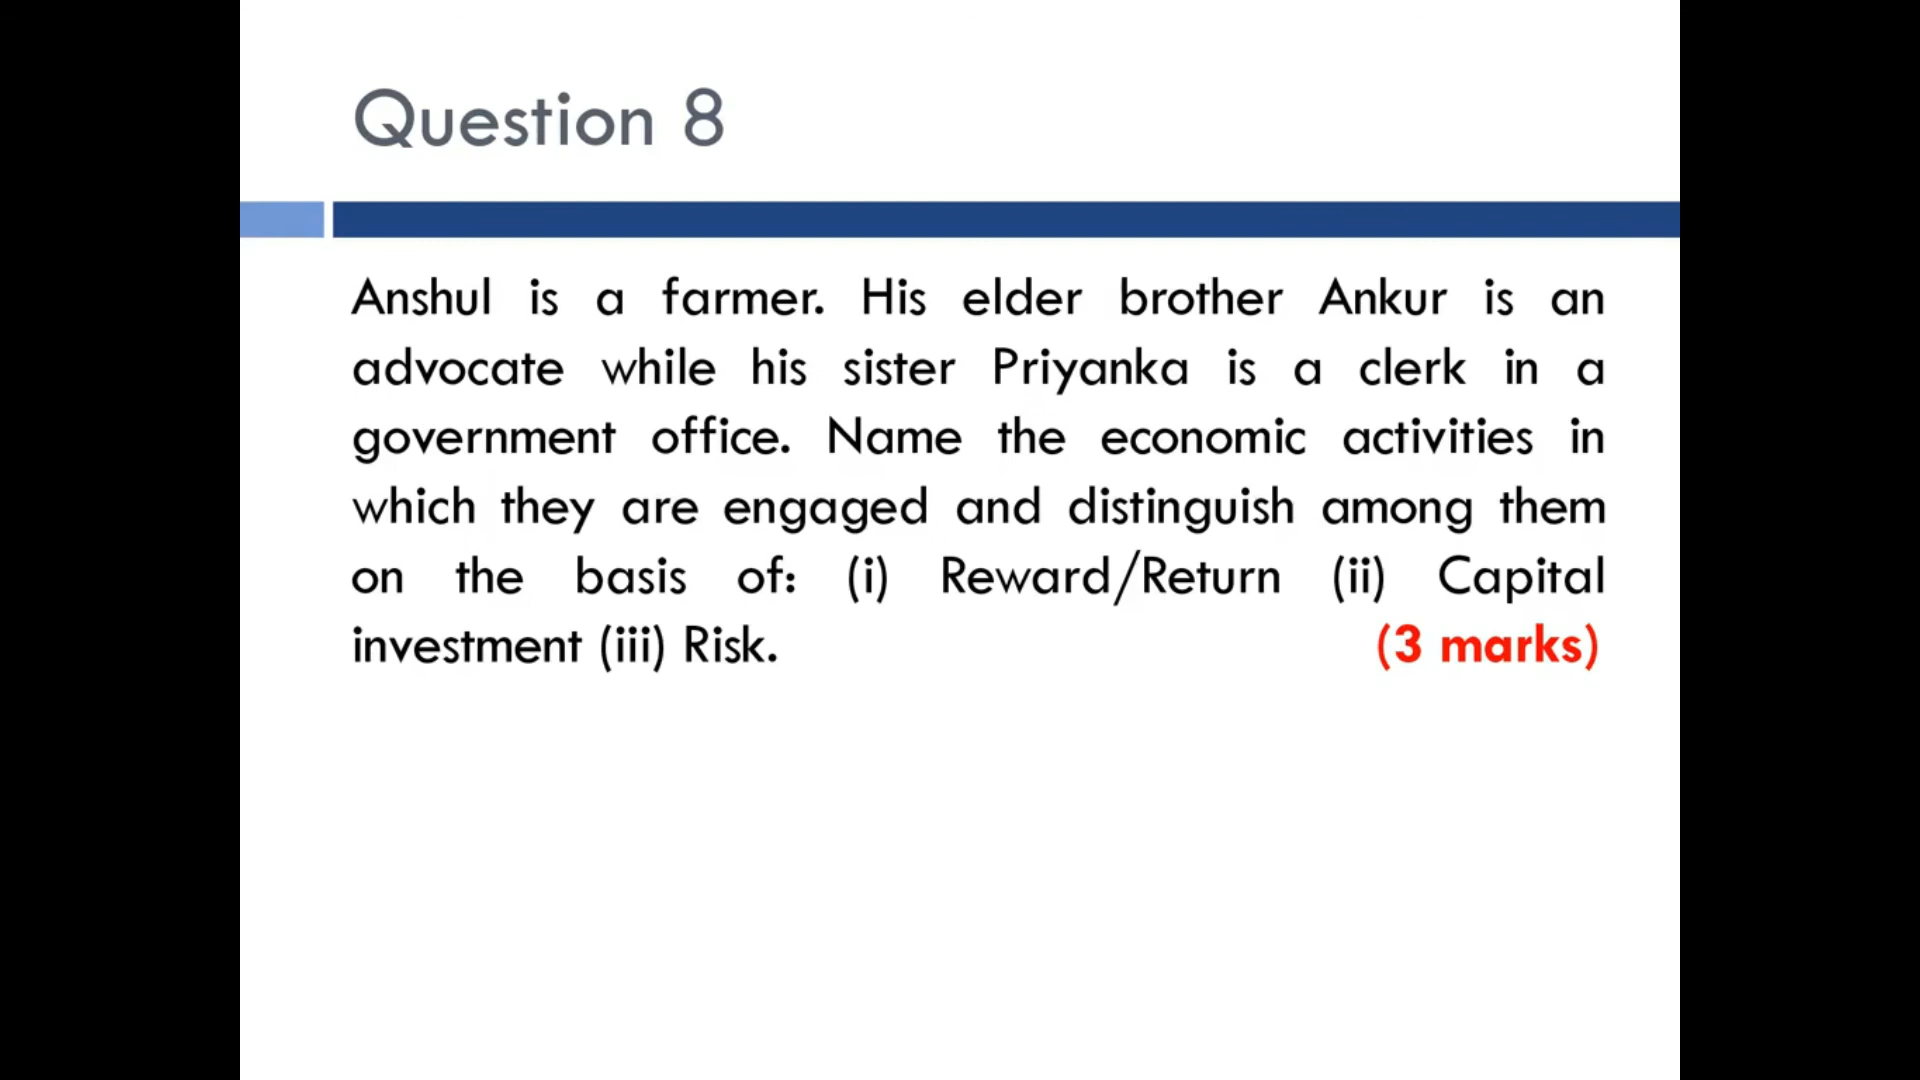 Question 8
Anshul is a farmer. His elder brother Ankur is an
advocate while his sister Priyanka is a clerk in a
government office. Name the economic activities in
which they are engaged and distinguish among them
on the basis of: (i) Reward/Return (ii) Capital
investment (iii) Risk. (3 marks)